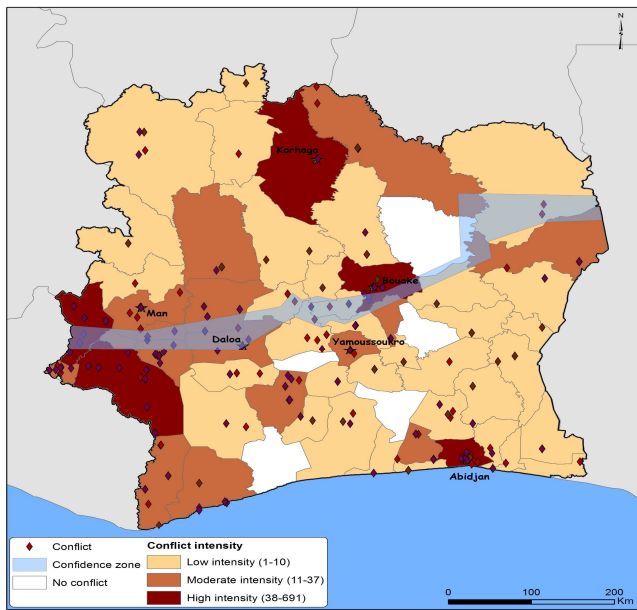 N
Korhogo
Bouake
Man
Daloa
Yamoussoukro
Abidjan
Conflict
Confidence zone
No conflict
Conflict intensity
Low intensity (1-10)
Moderate intensity (11-37)
High intensity (38-691)
0 50 100 200
Km